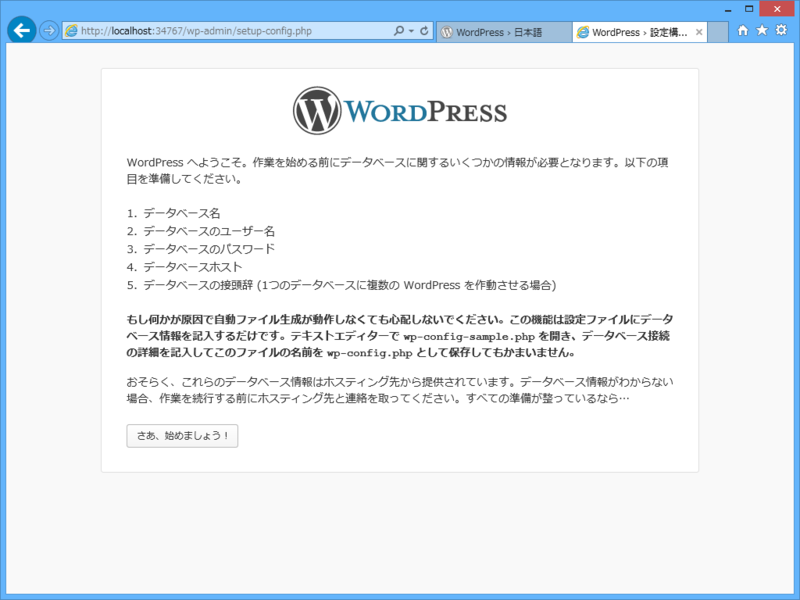 http://localhost:34767/wp-admin/setup-config.php
WordPress › 日本語
WordPress › 設定構...
WORDPRESS
WordPress へようこそ。作業を始める前にデータベースに関するいくつかの情報が必要となります。以下の項
目を準備してください。
1. データベース名
2. データベースのユーザー名
3. データベースのパスワード
4. データベースホスト
5. データベースの接頭辞 (1つのデータベースに複数の WordPress を作動させる場合)
もし何かが原因で自動ファイル生成が動作しなくても心配しないでください。この機能は設定ファイルにデータ
ベース情報を記入するだけです。テキストエディターで wp-config-sample.php を開き、データベース接続
の詳細を記入してこのファイルの名前を wp-config.php として保存してもかまいません。
おそらく、これらのデータベース情報はホスティング先から提供されています。データベース情報がわからない
場合、作業を続行する前にホスティング先と連絡を取ってください。すべての準備が整っているなら…
さあ、始めましょう！